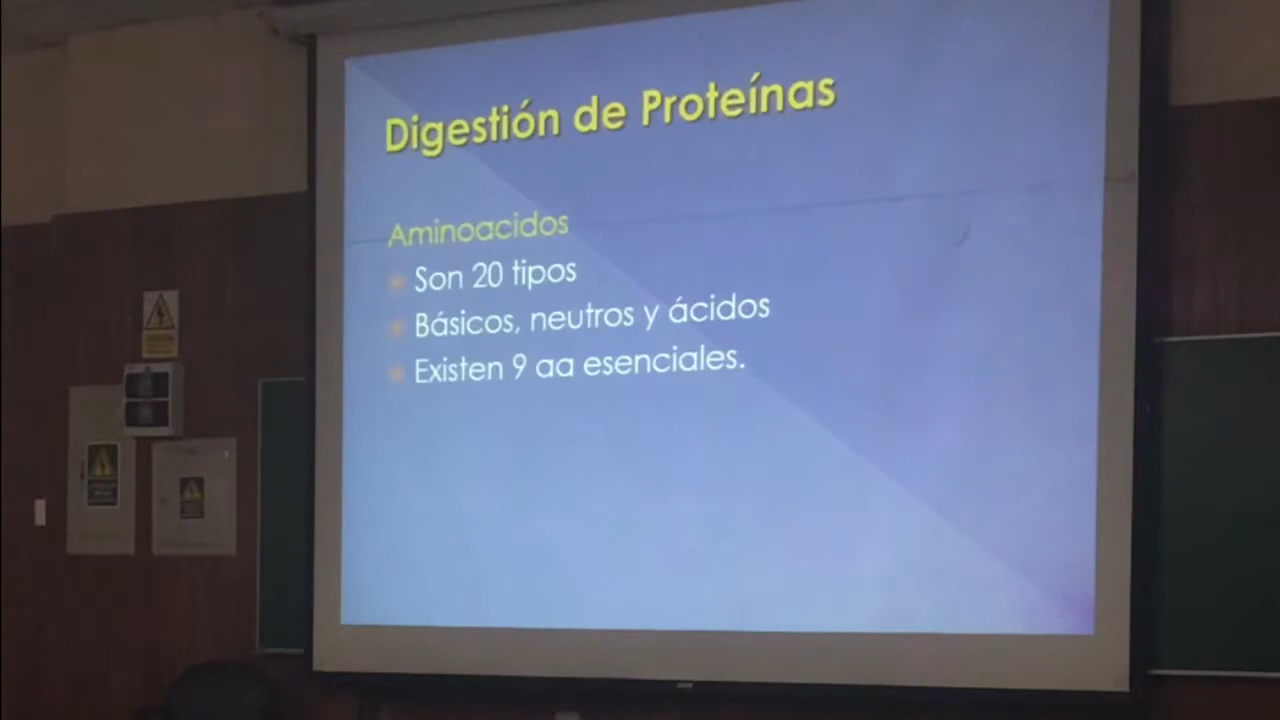 Digestión de Proteínas
Aminoacidos
Son 20 tipos
Básicos, neutros y ácidos
Existen 9 aa esenciales.